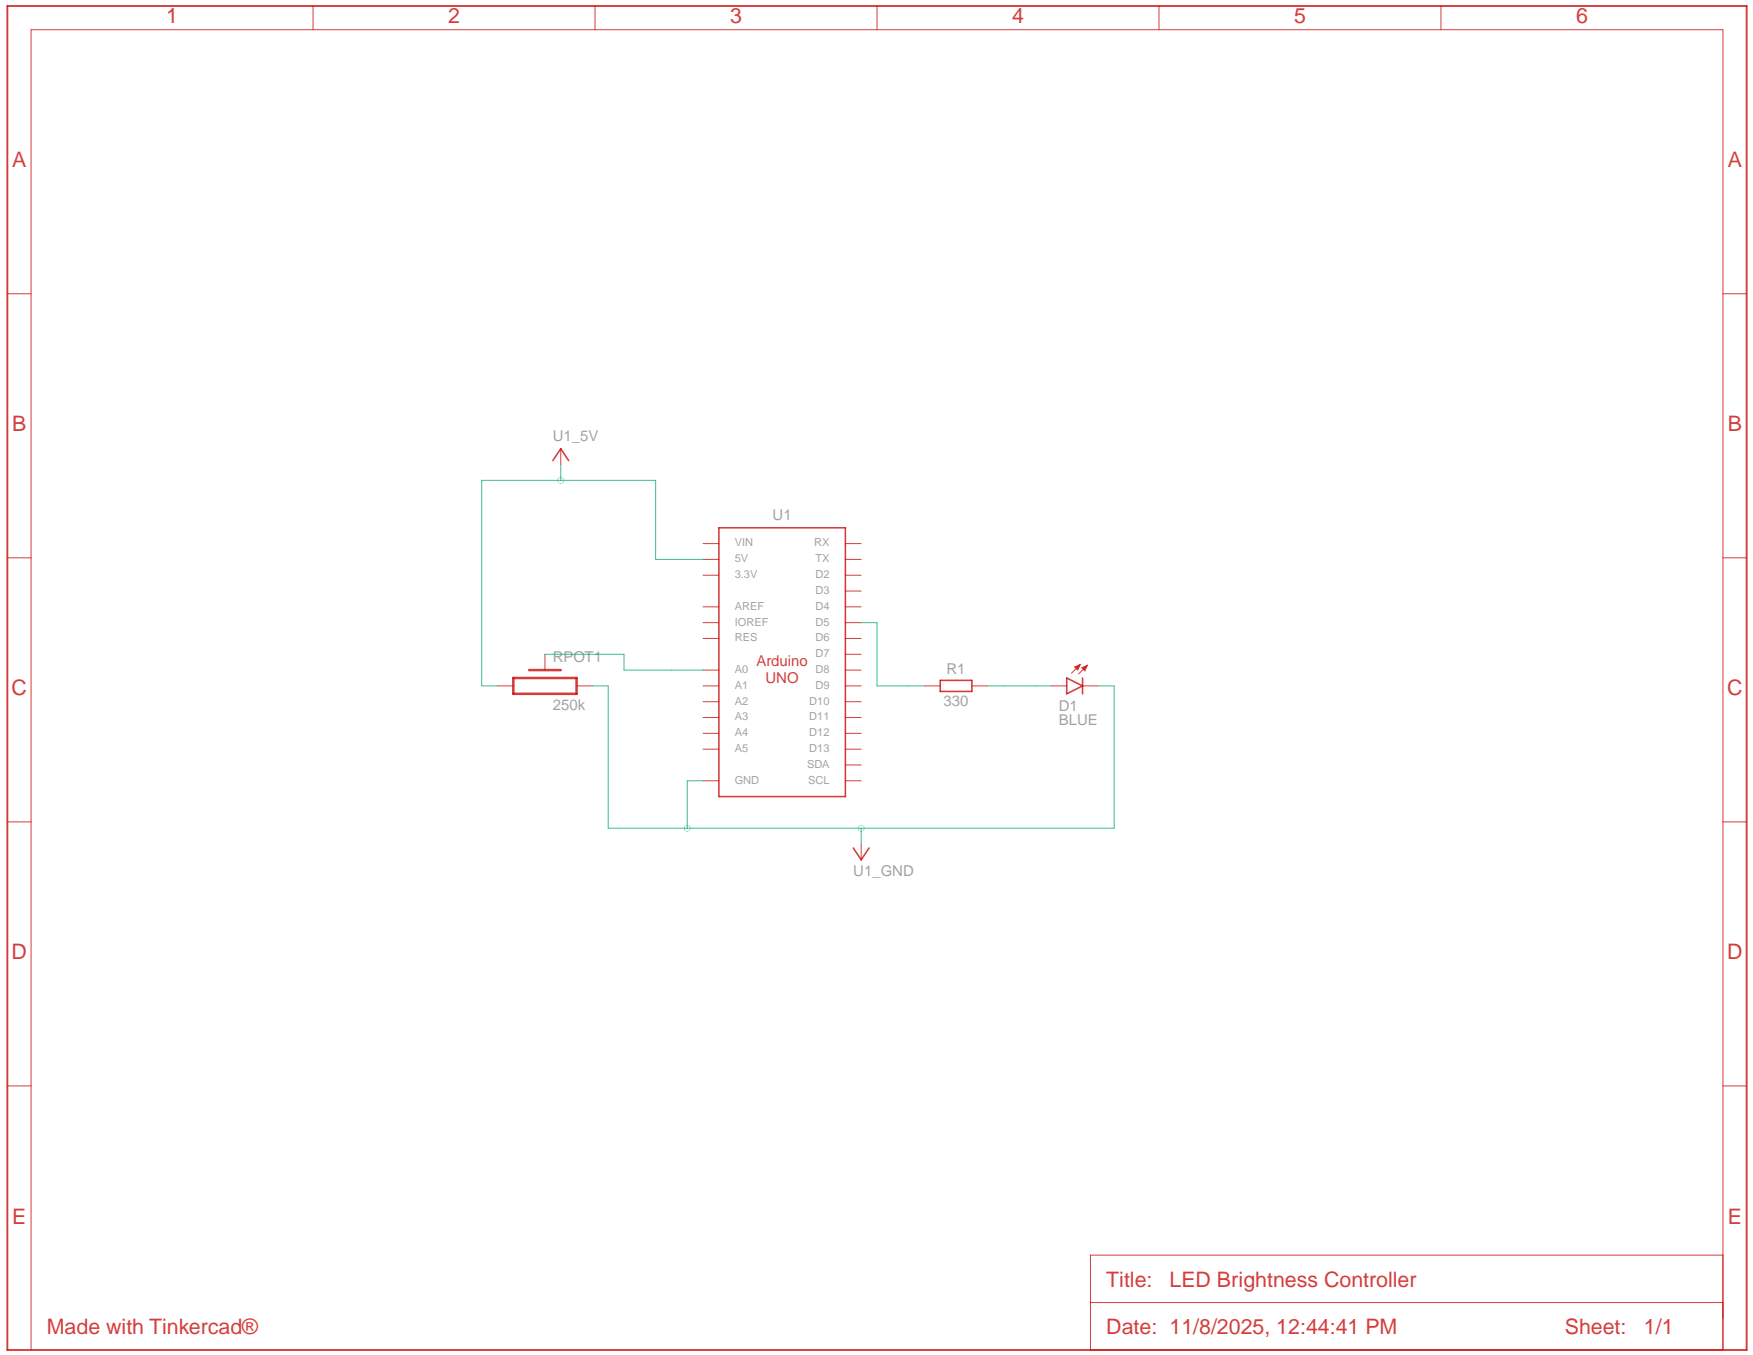 1 2 3 4 5 6
A A
B B
U1_5V
U1
VIN RX
5V TX
3.3V D2
D3
AREF D4
IOREF D5
RES D6
D7
RPOT1
Arduino
UNO
A0 D8
A1 D9
A2 D10
A3 D11
A4 D12
A5 D13
SDA
GND SCL
C C
250k
R1
330
D1
BLUE
U1_GND
D D
E E
Title: LED Brightness Controller
Date: 11/8/2025, 12:44:41 PM Sheet: 1/1
Made with Tinkercad®